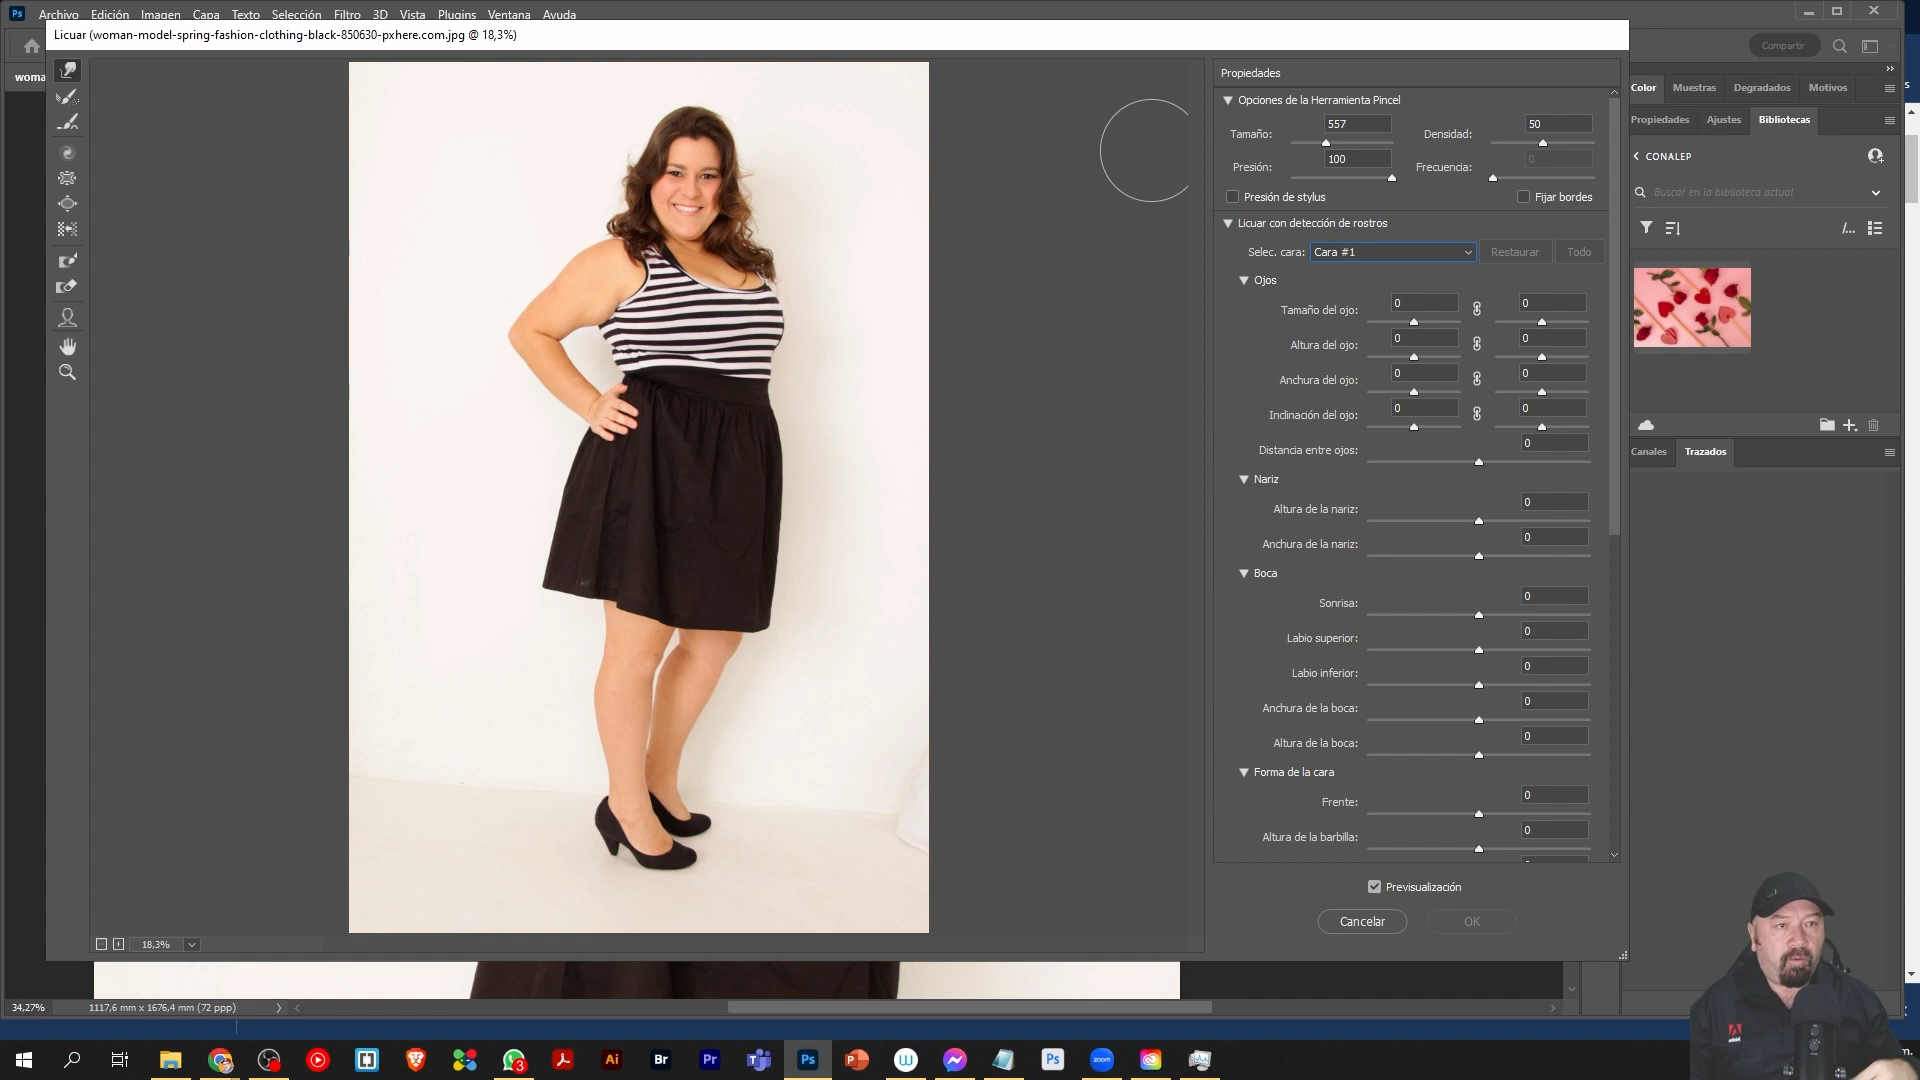 Ps Archivo Edición Imagen Capa Texto Selección Filtro 3D Vista Plugins Ventana Ayuda
Licuar (woman-model-spring-fashion-clothing-black-850630-pxhere.com.jpg @ 18,3%)
Compartir
woma
Propiedades
Opciones de la Herramienta Pincel
Tamaño: 557 Densidad: 50
Presión: 100 Frecuencia: 0
Presión de stylus Fijar bordes
Licuar con detección de rostros
Selec. cara: Cara #1 Restaurar Todo
Ojos
Tamaño del ojo: 0 0
Altura del ojo: 0 0
Anchura del ojo: 0 0
Inclinación del ojo: 0 0
Distancia entre ojos: 0
Nariz
Altura de la nariz: 0
Anchura de la nariz: 0
Boca
Sonrisa: 0
Labio superior: 0
Labio inferior: 0
Anchura de la boca: 0
Altura de la boca: 0
Forma de la cara
Frente: 0
Altura de la barbilla: 0
Previsualización
Cancelar OK
Color Muestras Degradados Motivos
Propiedades Ajustes Bibliotecas
CONALEP
Buscar en la biblioteca actual
/...
Canales Trazados
18,3%
34,27% 1117,6 mm x 1676,4 mm (72 ppp)
3 Ai Br Pr Ps W Ps zoom